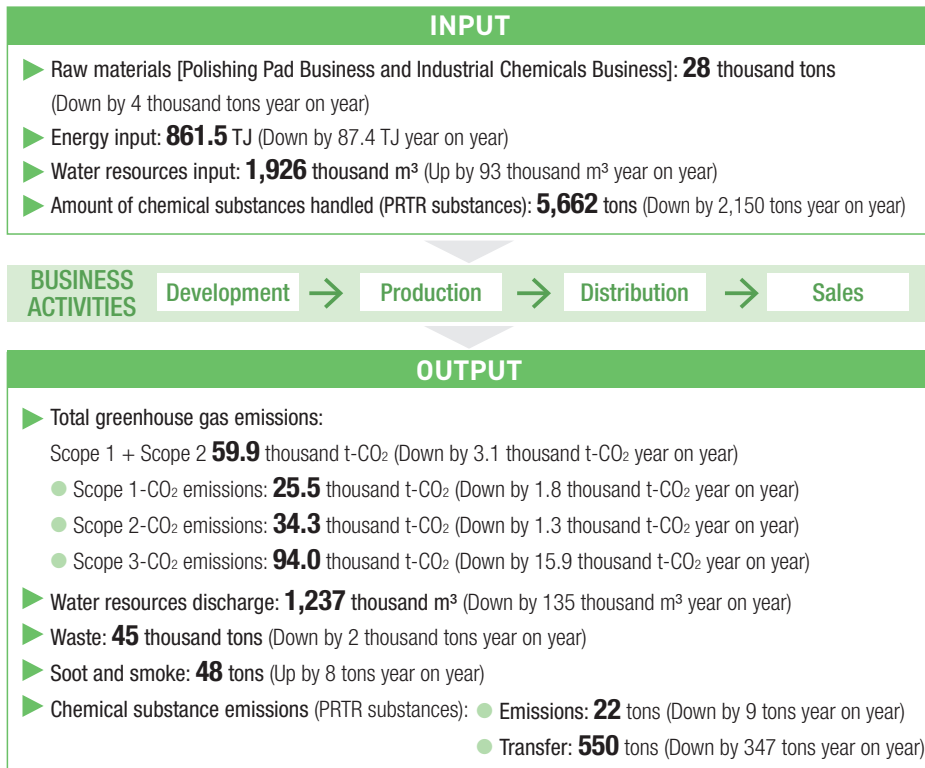 INPUT
Raw materials [Polishing Pad Business and Industrial Chemicals Business]: 28 thousand tons
(Down by 4 thousand tons year on year)
Energy input: 861.5 TJ (Down by 87.4 TJ year on year)
Water resources input: 1,926 thousand m³ (Up by 93 thousand m³ year on year)
Amount of chemical substances handled (PRTR substances): 5,662 tons (Down by 2,150 tons year on year)
BUSINESS
ACTIVITIES
Development → Production → Distribution → Sales
OUTPUT
Total greenhouse gas emissions:
Scope 1 + Scope 2 59.9 thousand t-CO₂ (Down by 3.1 thousand t-CO₂ year on year)
Scope 1-CO₂ emissions: 25.5 thousand t-CO₂ (Down by 1.8 thousand t-CO₂ year on year)
Scope 2-CO₂ emissions: 34.3 thousand t-CO₂ (Down by 1.3 thousand t-CO₂ year on year)
Scope 3-CO₂ emissions: 94.0 thousand t-CO₂ (Down by 15.9 thousand t-CO₂ year on year)
Water resources discharge: 1,237 thousand m³ (Down by 135 thousand m³ year on year)
Waste: 45 thousand tons (Down by 2 thousand tons year on year)
Soot and smoke: 48 tons (Up by 8 tons year on year)
Chemical substance emissions (PRTR substances): Emissions: 22 tons (Down by 9 tons year on year)
Transfer: 550 tons (Down by 347 tons year on year)